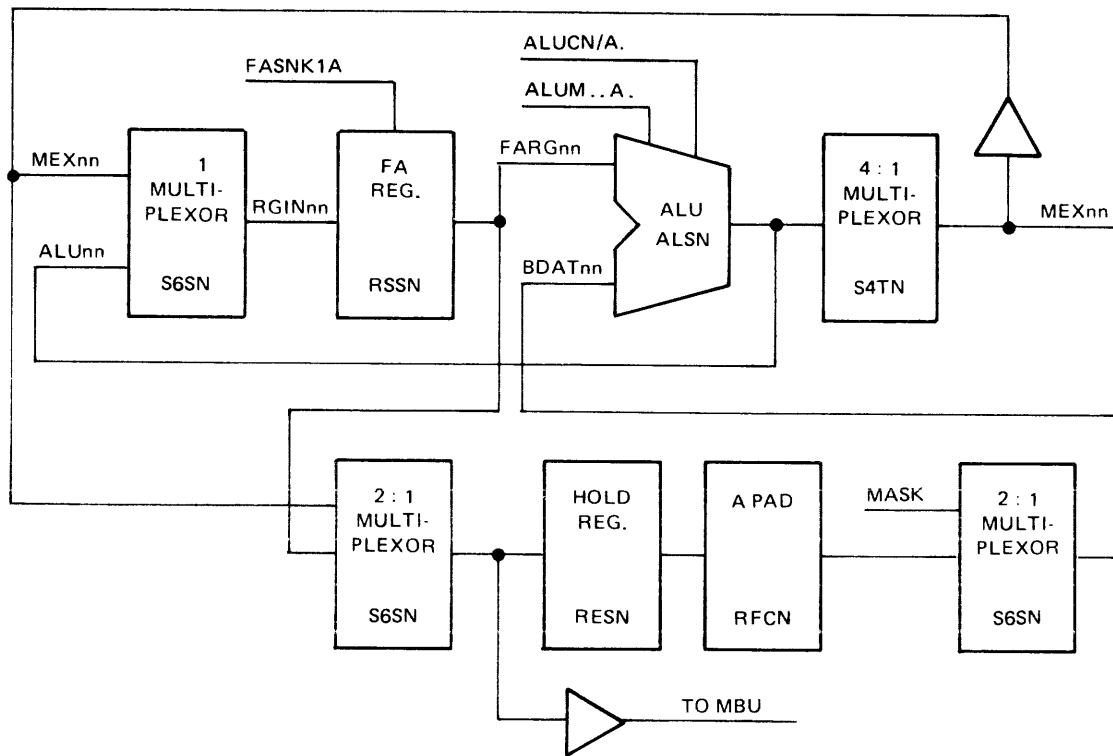 ALUCN/A.
FASNK1A
ALUM..A.
MEXnn
1
MULTI-
PLEXOR
S6SN
RGINnn
ALUnn
FA
REG.
RSSN
FARGnn
BDATnn
ALU
ALSN
4 : 1
MULTI-
PLEXOR
S4TN
MEXnn
2 : 1
MULTI-
PLEXOR
S6SN
HOLD
REG.
RESN
A PAD
RFCN
MASK
2 : 1
MULTI-
PLEXOR
S6SN
TO MBU